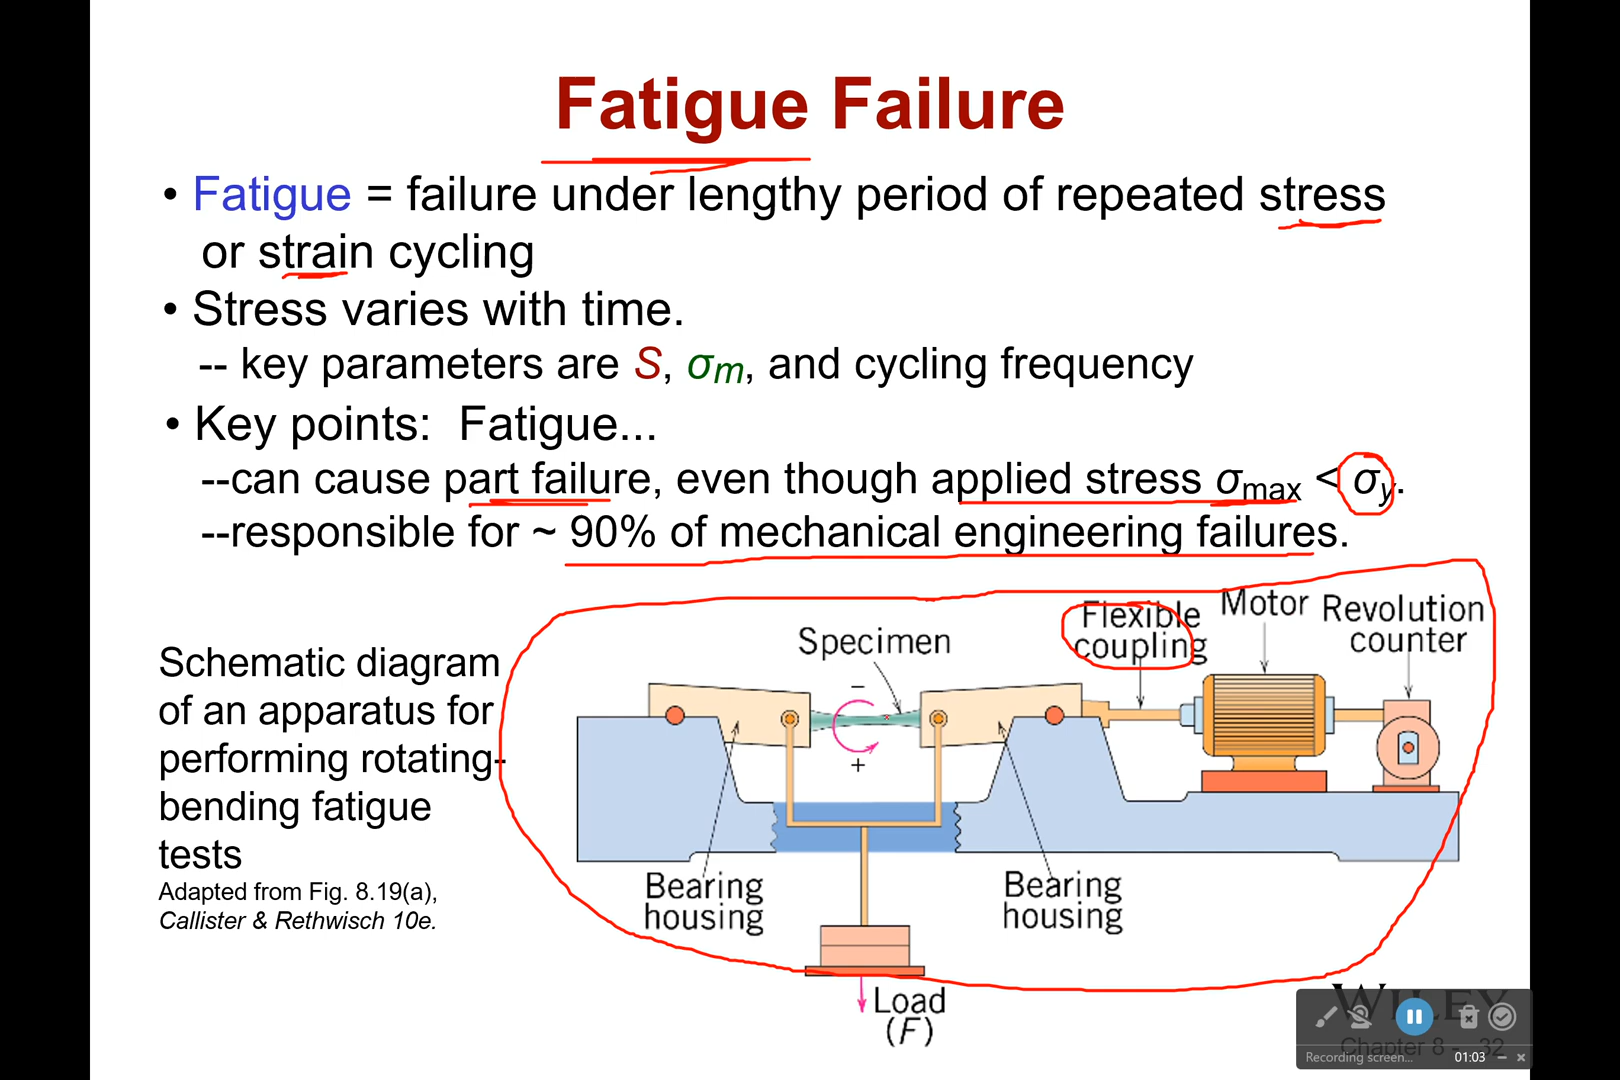 Fatigue Failure
• Fatigue = failure under lengthy period of repeated stress
or strain cycling
• Stress varies with time.
-- key parameters are S, σm, and cycling frequency
• Key points:  Fatigue...
--can cause part failure, even though applied stress σmax < σy.
--responsible for ~ 90% of mechanical engineering failures.
Schematic diagram
of an apparatus for
performing rotating-
bending fatigue
tests
Adapted from Fig. 8.19(a),
Callister & Rethwisch 10e.
Specimen
Flexible
coupling
Motor
Revolution
counter
−
+
Bearing
housing
Bearing
housing
Load
(F)
WILEY
Chapter 8 - 32
Recording screen...
01:03